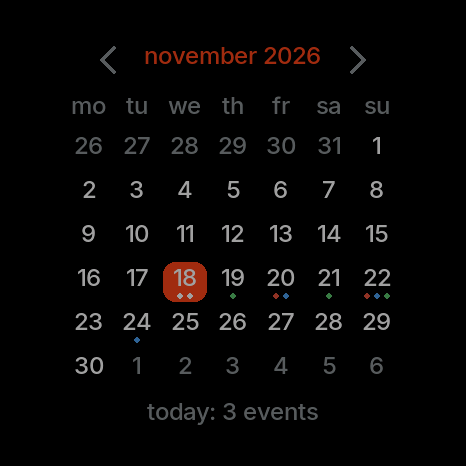 november 2026
mo tu we th fr sa su
26 27 28 29 30 31 1
2 3 4 5 6 7 8
9 10 11 12 13 14 15
16 17 18 19 20 21 22
23 24 25 26 27 28 29
30 1 2 3 4 5 6
today: 3 events